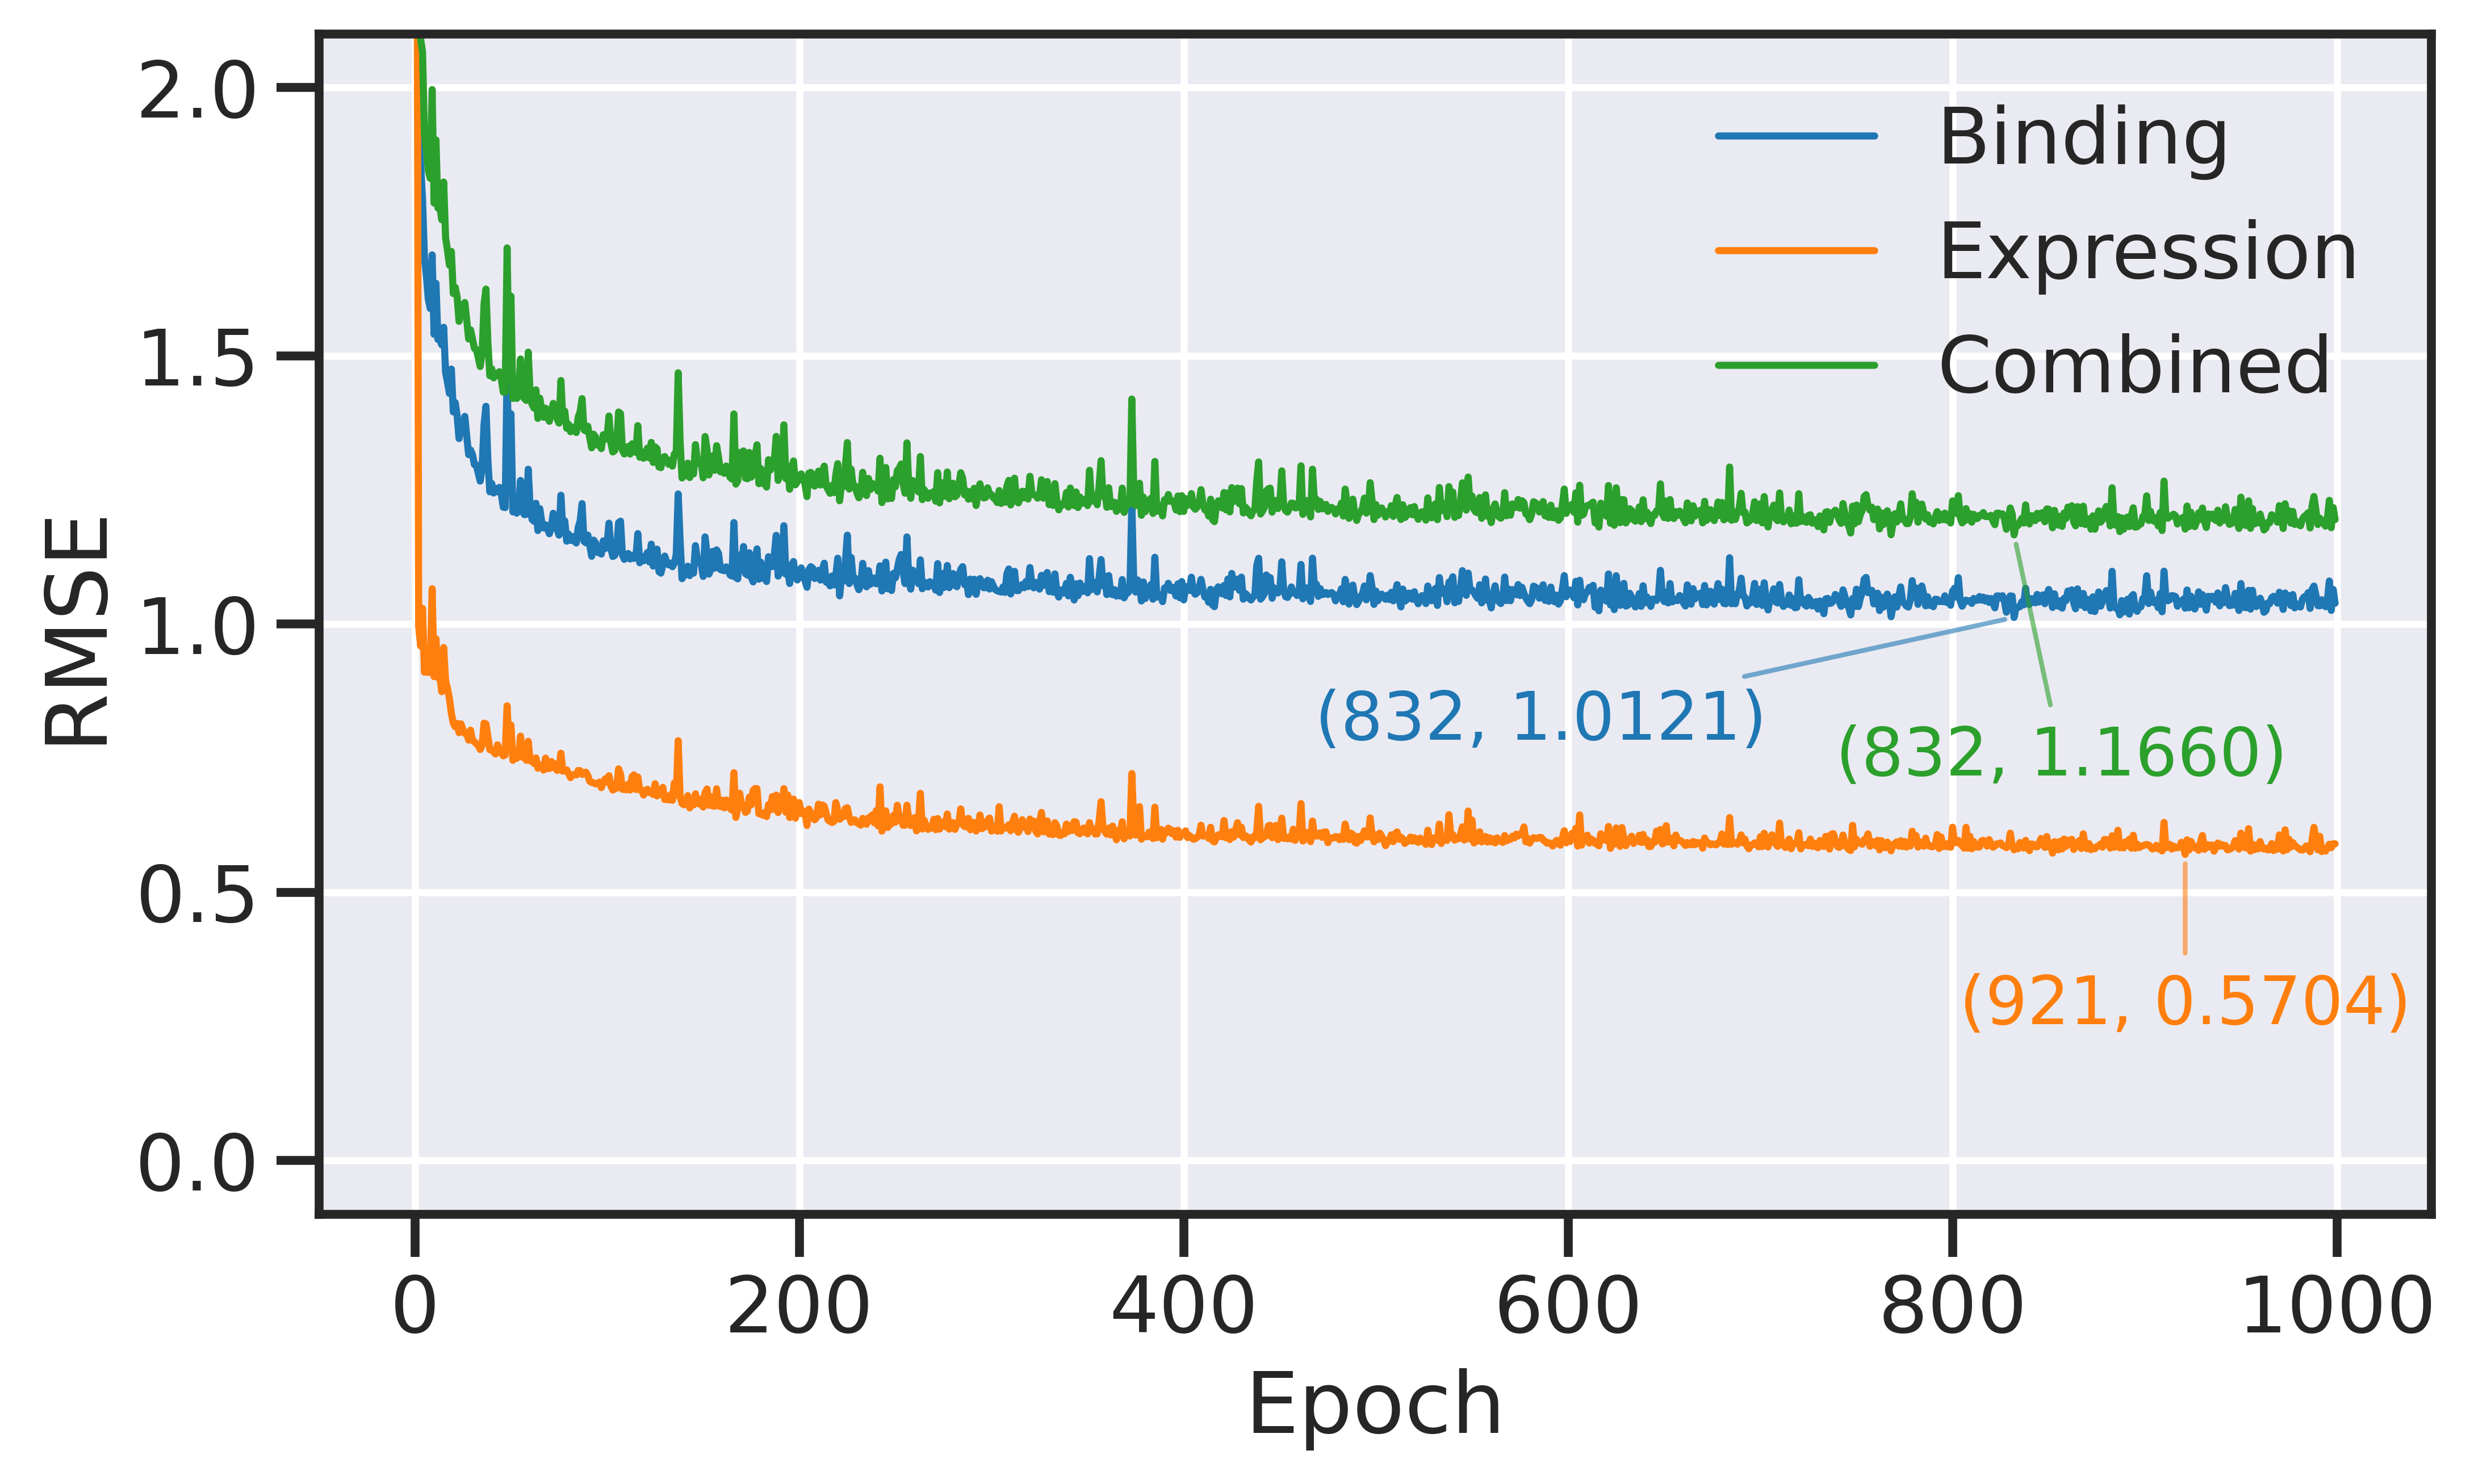 2.0
1.5
1.0
0.5
0.0
RMSE
Binding
Expression
Combined
(832, 1.0121)
(832, 1.1660)
(921, 0.5704)
0 200 400 600 800 1000
Epoch